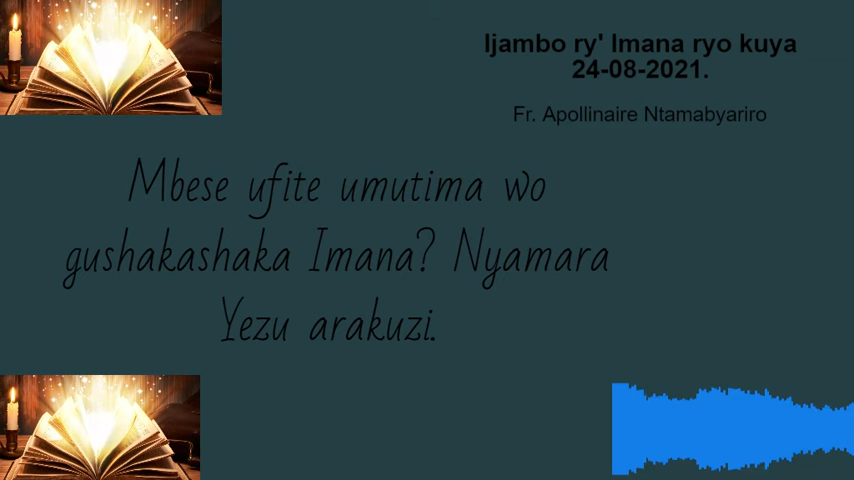 Ijambo ry' Imana ryo kuya
24-08-2021.
Fr. Apollinaire Ntamabyariro
Mbese ufite umutima wo
gushakashaka Imana? Nyamara
Yezu arakuzi.